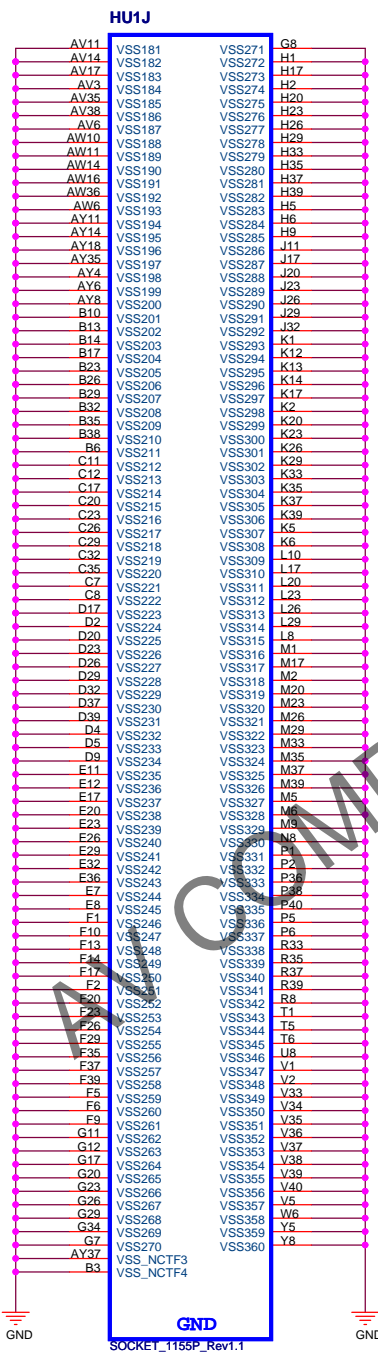 HU1J
AV11 VSS181 VSS271 G8
AV14 VSS182 VSS272 H1
AV17 VSS183 VSS273 H17
AV3 VSS184 VSS274 H2
AV35 VSS185 VSS275 H20
AV38 VSS186 VSS276 H23
AV6 VSS187 VSS277 H26
AW10 VSS188 VSS278 H29
AW11 VSS189 VSS279 H33
AW14 VSS190 VSS280 H35
AW16 VSS191 VSS281 H37
AW36 VSS192 VSS282 H39
AW6 VSS193 VSS283 H5
AY11 VSS194 VSS284 H6
AY14 VSS195 VSS285 H9
AY18 VSS196 VSS286 J11
AY35 VSS197 VSS287 J17
AY4 VSS198 VSS288 J20
AY6 VSS199 VSS289 J23
AY8 VSS200 VSS290 J26
B10 VSS201 VSS291 J29
B13 VSS202 VSS292 J32
B14 VSS203 VSS293 K1
B17 VSS204 VSS294 K12
B23 VSS205 VSS295 K13
B26 VSS206 VSS296 K14
B29 VSS207 VSS297 K17
B32 VSS208 VSS298 K2
B35 VSS209 VSS299 K20
B38 VSS210 VSS300 K23
B6 VSS211 VSS301 K26
C11 VSS212 VSS302 K29
C12 VSS213 VSS303 K33
C17 VSS214 VSS304 K35
C20 VSS215 VSS305 K37
C23 VSS216 VSS306 K39
C26 VSS217 VSS307 K5
C29 VSS218 VSS308 K6
C32 VSS219 VSS309 L10
C35 VSS220 VSS310 L17
C7 VSS221 VSS311 L20
C8 VSS222 VSS312 L23
D17 VSS223 VSS313 L26
D2 VSS224 VSS314 L29
D20 VSS225 VSS315 L8
D23 VSS226 VSS316 M1
D26 VSS227 VSS317 M17
D29 VSS228 VSS318 M2
D32 VSS229 VSS319 M20
D37 VSS230 VSS320 M23
D39 VSS231 VSS321 M26
D4 VSS232 VSS322 M29
D5 VSS233 VSS323 M33
D9 VSS234 VSS324 M35
E11 VSS235 VSS325 M37
E12 VSS236 VSS326 M39
E17 VSS237 VSS327 M5
E20 VSS238 VSS328 M6
E23 VSS239 VSS329 M9
E26 VSS240 VSS330 N8
E29 VSS241 VSS331 P1
E32 VSS242 VSS332 P2
E36 VSS243 VSS333 P36
E7 VSS244 VSS334 P38
E8 VSS245 VSS335 P40
F1 VSS246 VSS336 P5
F10 VSS247 VSS337 P6
F13 VSS248 VSS338 R33
F14 VSS249 VSS339 R35
F17 VSS250 VSS340 R37
F2 VSS251 VSS341 R39
F20 VSS252 VSS342 R8
F23 VSS253 VSS343 T1
F26 VSS254 VSS344 T5
F29 VSS255 VSS345 T6
F35 VSS256 VSS346 U8
F37 VSS257 VSS347 V1
F39 VSS258 VSS348 V2
F5 VSS259 VSS349 V33
F6 VSS260 VSS350 V34
F9 VSS261 VSS351 V35
G11 VSS262 VSS352 V36
G12 VSS263 VSS353 V37
G17 VSS264 VSS354 V38
G20 VSS265 VSS355 V39
G23 VSS266 VSS356 V40
G26 VSS267 VSS357 V5
G29 VSS268 VSS358 W6
G34 VSS269 VSS359 Y5
G7 VSS270 VSS360 Y8
AY37 VSS_NCTF3
B3 VSS_NCTF4
GND
GND
GND
SOCKET_1155P_Rev1.1
AV